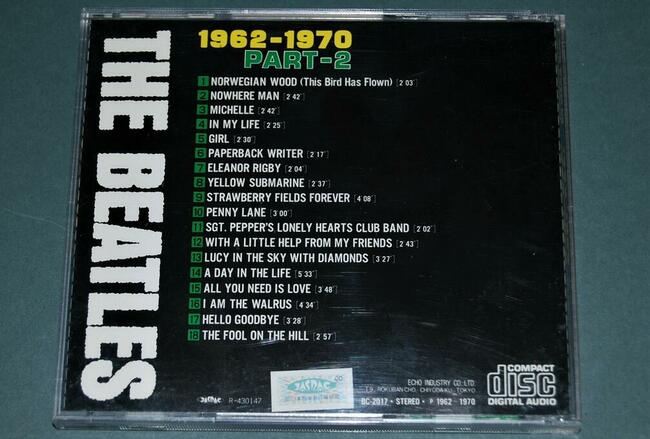 THE BEATLES
1962-1970
PART-2
1 NORWEGIAN WOOD (This Bird Has Flown) [2′03″]
2 NOWHERE MAN [2′42″]
3 MICHELLE [2′42″]
4 IN MY LIFE [2′25″]
5 GIRL [2′30″]
6 PAPERBACK WRITER [2′17″]
7 ELEANOR RIGBY [2′04″]
8 YELLOW SUBMARINE [2′37″]
9 STRAWBERRY FIELDS FOREVER [4′08″]
10 PENNY LANE [3′00″]
11 SGT. PEPPER'S LONELY HEARTS CLUB BAND [2′02″]
12 WITH A LITTLE HELP FROM MY FRIENDS [2′43″]
13 LUCY IN THE SKY WITH DIAMONDS [3′27″]
14 A DAY IN THE LIFE [5′33″]
15 ALL YOU NEED IS LOVE [3′48″]
16 I AM THE WALRUS [4′34″]
17 HELLO GOODBYE [3′28″]
18 THE FOOL ON THE HILL [2′57″]
JASRAC R-430147
JASRAC
ECHO INDUSTRY CO. LTD.
7.9, ROKUBAN-CHO, CHIYODA-KU, TOKYO
BC-2017 • STEREO • P 1962-1970
COMPACT
disc
DIGITAL AUDIO